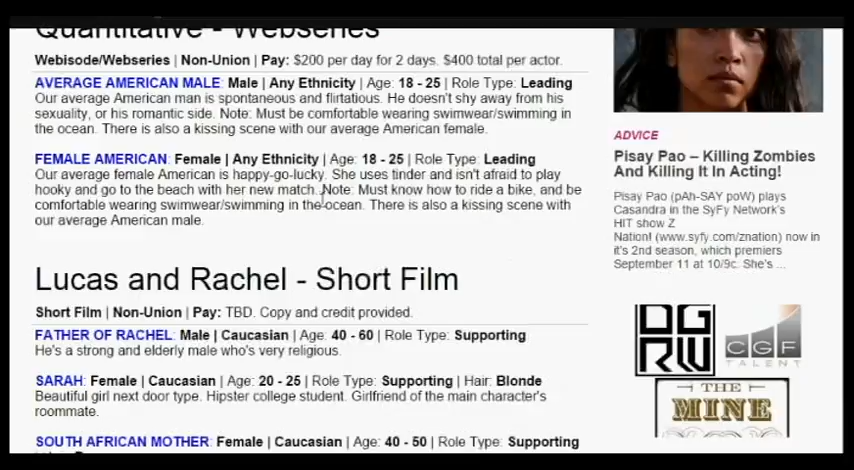 Quantitative - Webseries
Webisode/Webseries | Non-Union | Pay: $200 per day for 2 days. $400 total per actor.
AVERAGE AMERICAN MALE: Male | Any Ethnicity | Age: 18 - 25 | Role Type: Leading
Our average American man is spontaneous and flirtatious. He doesn't shy away from his
sexuality, or his romantic side. Note: Must be comfortable wearing swimwear/swimming in
the ocean. There is also a kissing scene with our average American female.
FEMALE AMERICAN: Female | Any Ethnicity | Age: 18 - 25 | Role Type: Leading
Our average female American is happy-go-lucky. She uses tinder and isn't afraid to play
hooky and go to the beach with her new match. Note: Must know how to ride a bike, and be
comfortable wearing swimwear/swimming in the ocean. There is also a kissing scene with
our average American male.
Lucas and Rachel - Short Film
Short Film | Non-Union | Pay: TBD. Copy and credit provided.
FATHER OF RACHEL: Male | Caucasian | Age: 40 - 60 | Role Type: Supporting
He's a strong and elderly male who's very religious.
SARAH: Female | Caucasian | Age: 20 - 25 | Role Type: Supporting | Hair: Blonde
Beautiful girl next door type. Hipster college student. Girlfriend of the main character's
roommate.
SOUTH AFRICAN MOTHER: Female | Caucasian | Age: 40 - 50 | Role Type: Supporting
ADVICE
Pisay Pao – Killing Zombies
And Killing It In Acting!
Pisay Pao (pAh-SAY poW) plays
Casandra in the SyFy Network's
HIT show Z
Nation! (www.syfy.com/znation) now in
it's 2nd season, which premiers
September 11 at 10/9c. She's ...
CGF
TALENT
THE
MINE